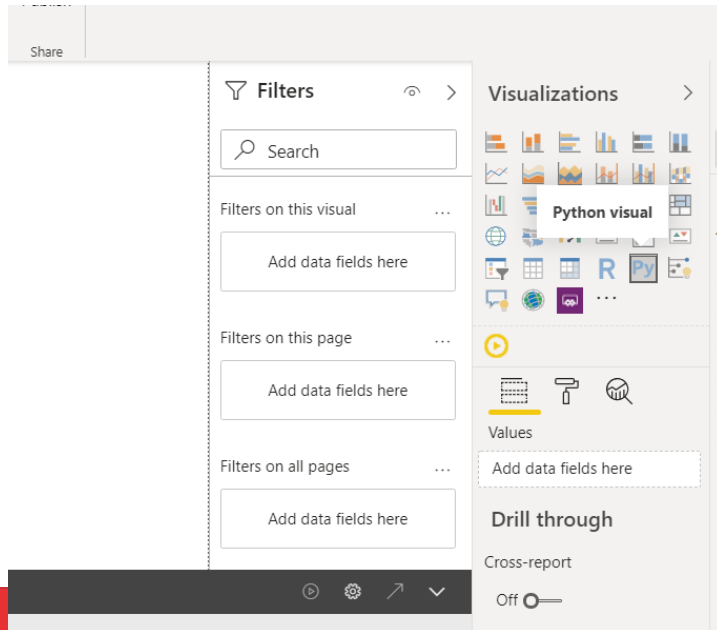 Share
Filters
Search
Filters on this visual
...
Add data fields here
Filters on this page
...
Add data fields here
Filters on all pages
...
Add data fields here
Visualizations
Python visual
R
Py
...
Values
Add data fields here
Drill through
Cross-report
Off